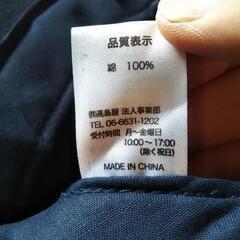 品質表示
綿 100%
㈱髙島屋 法人事業部
TEL 06-6631-1202
受付時間 月～金曜日
10:00～17:00
(除く祝日)
MADE IN CHINA